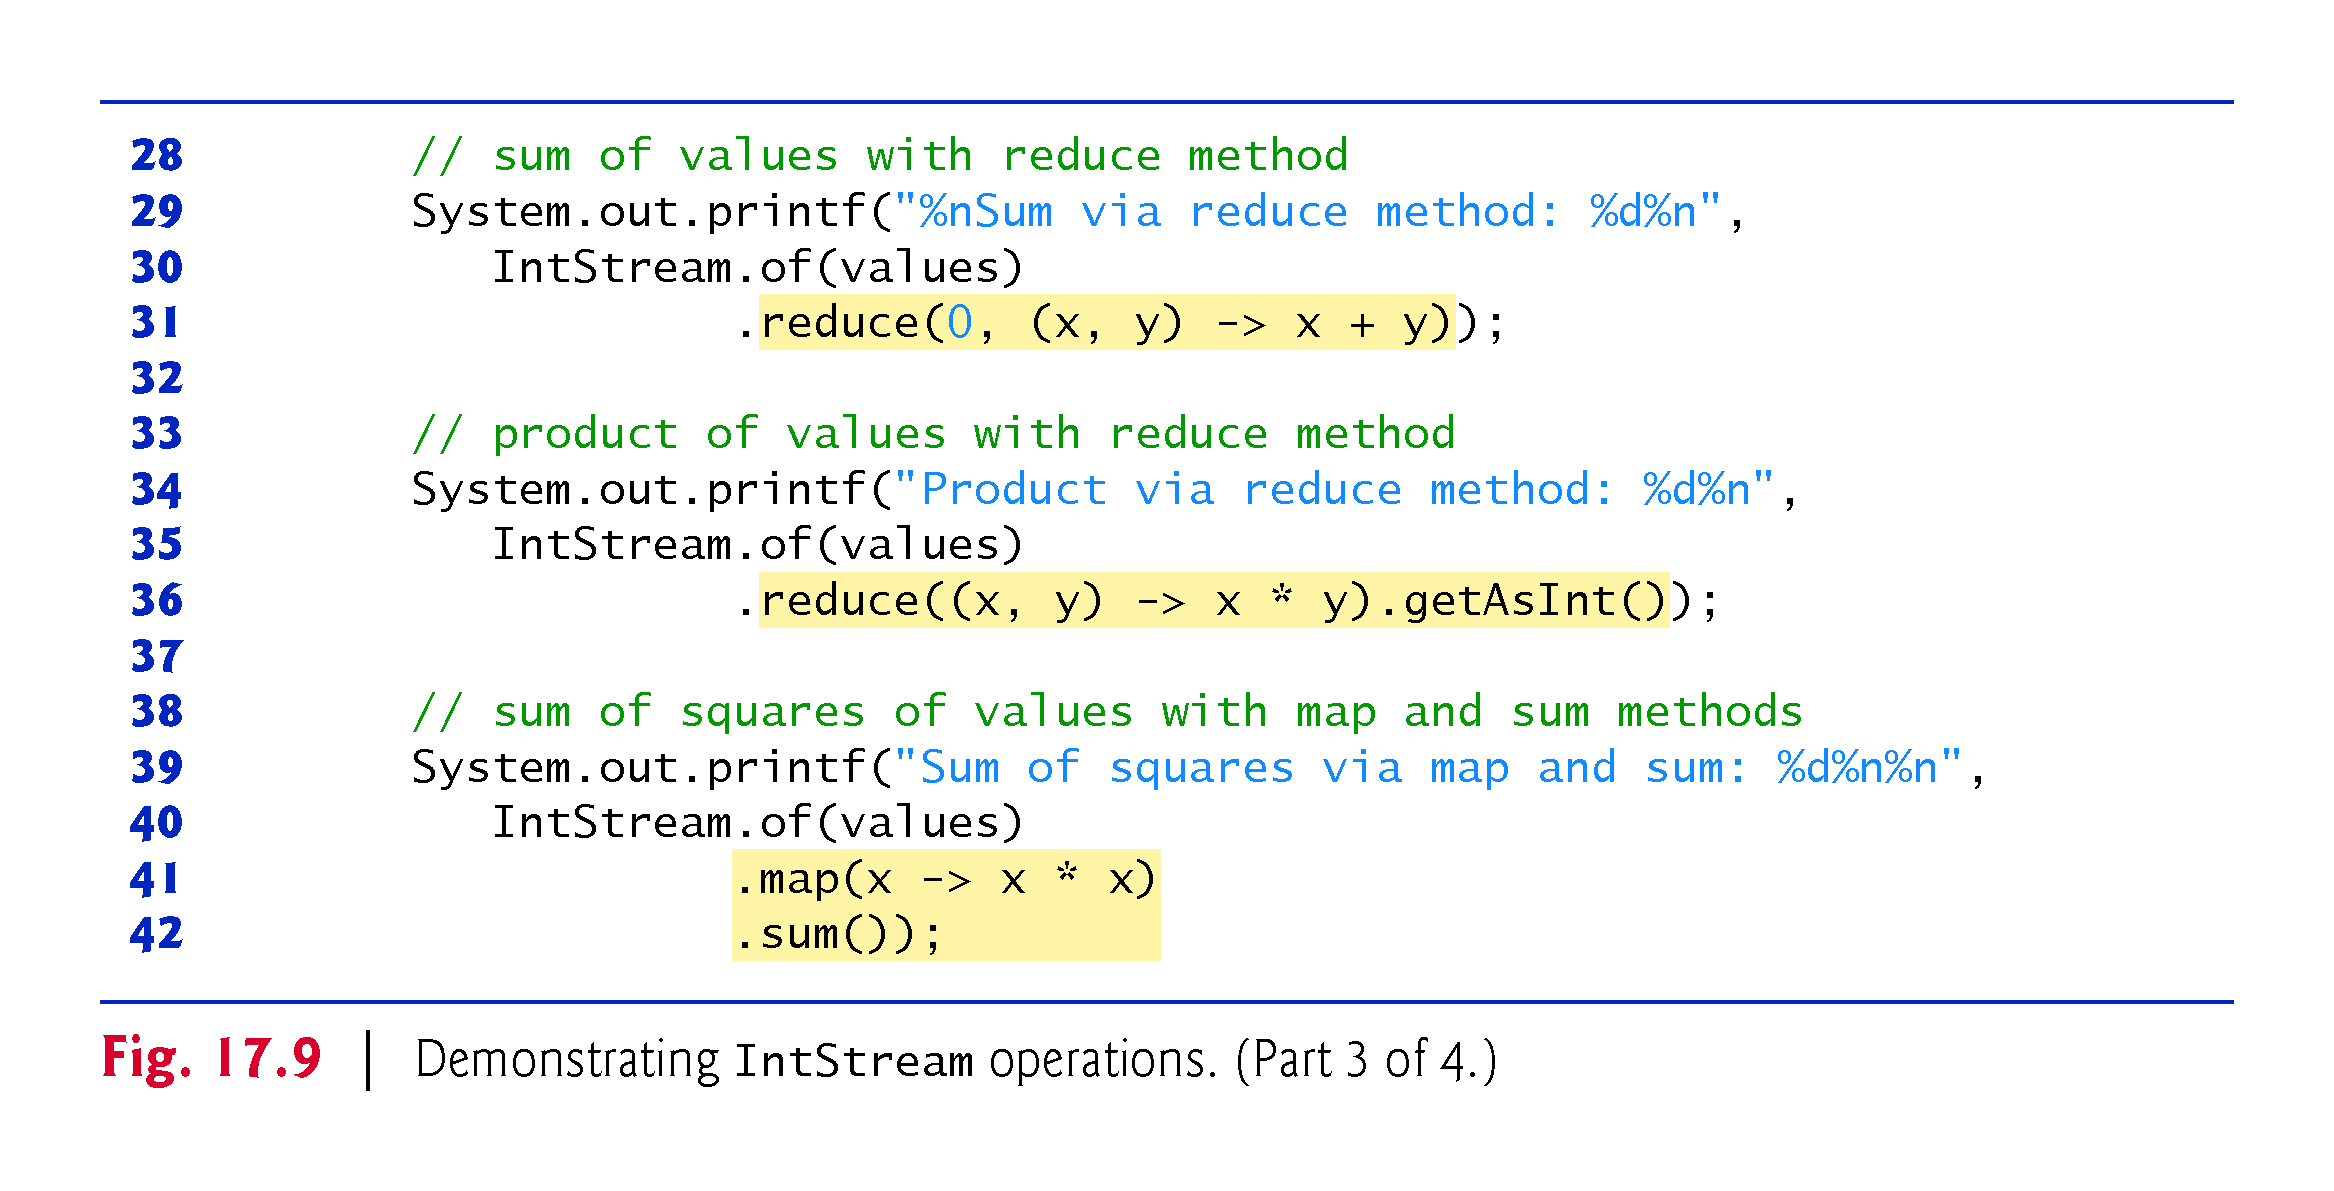 28 // sum of values with reduce method
29 System.out.printf("%nSum via reduce method: %d%n",
30 IntStream.of(values)
31 .reduce(0, (x, y) -> x + y));
32
33 // product of values with reduce method
34 System.out.printf("Product via reduce method: %d%n",
35 IntStream.of(values)
36 .reduce((x, y) -> x * y).getAsInt());
37
38 // sum of squares of values with map and sum methods
39 System.out.printf("Sum of squares via map and sum: %d%n%n",
40 IntStream.of(values)
41 .map(x -> x * x)
42 .sum());
Fig. 17.9 | Demonstrating IntStream operations. (Part 3 of 4.)